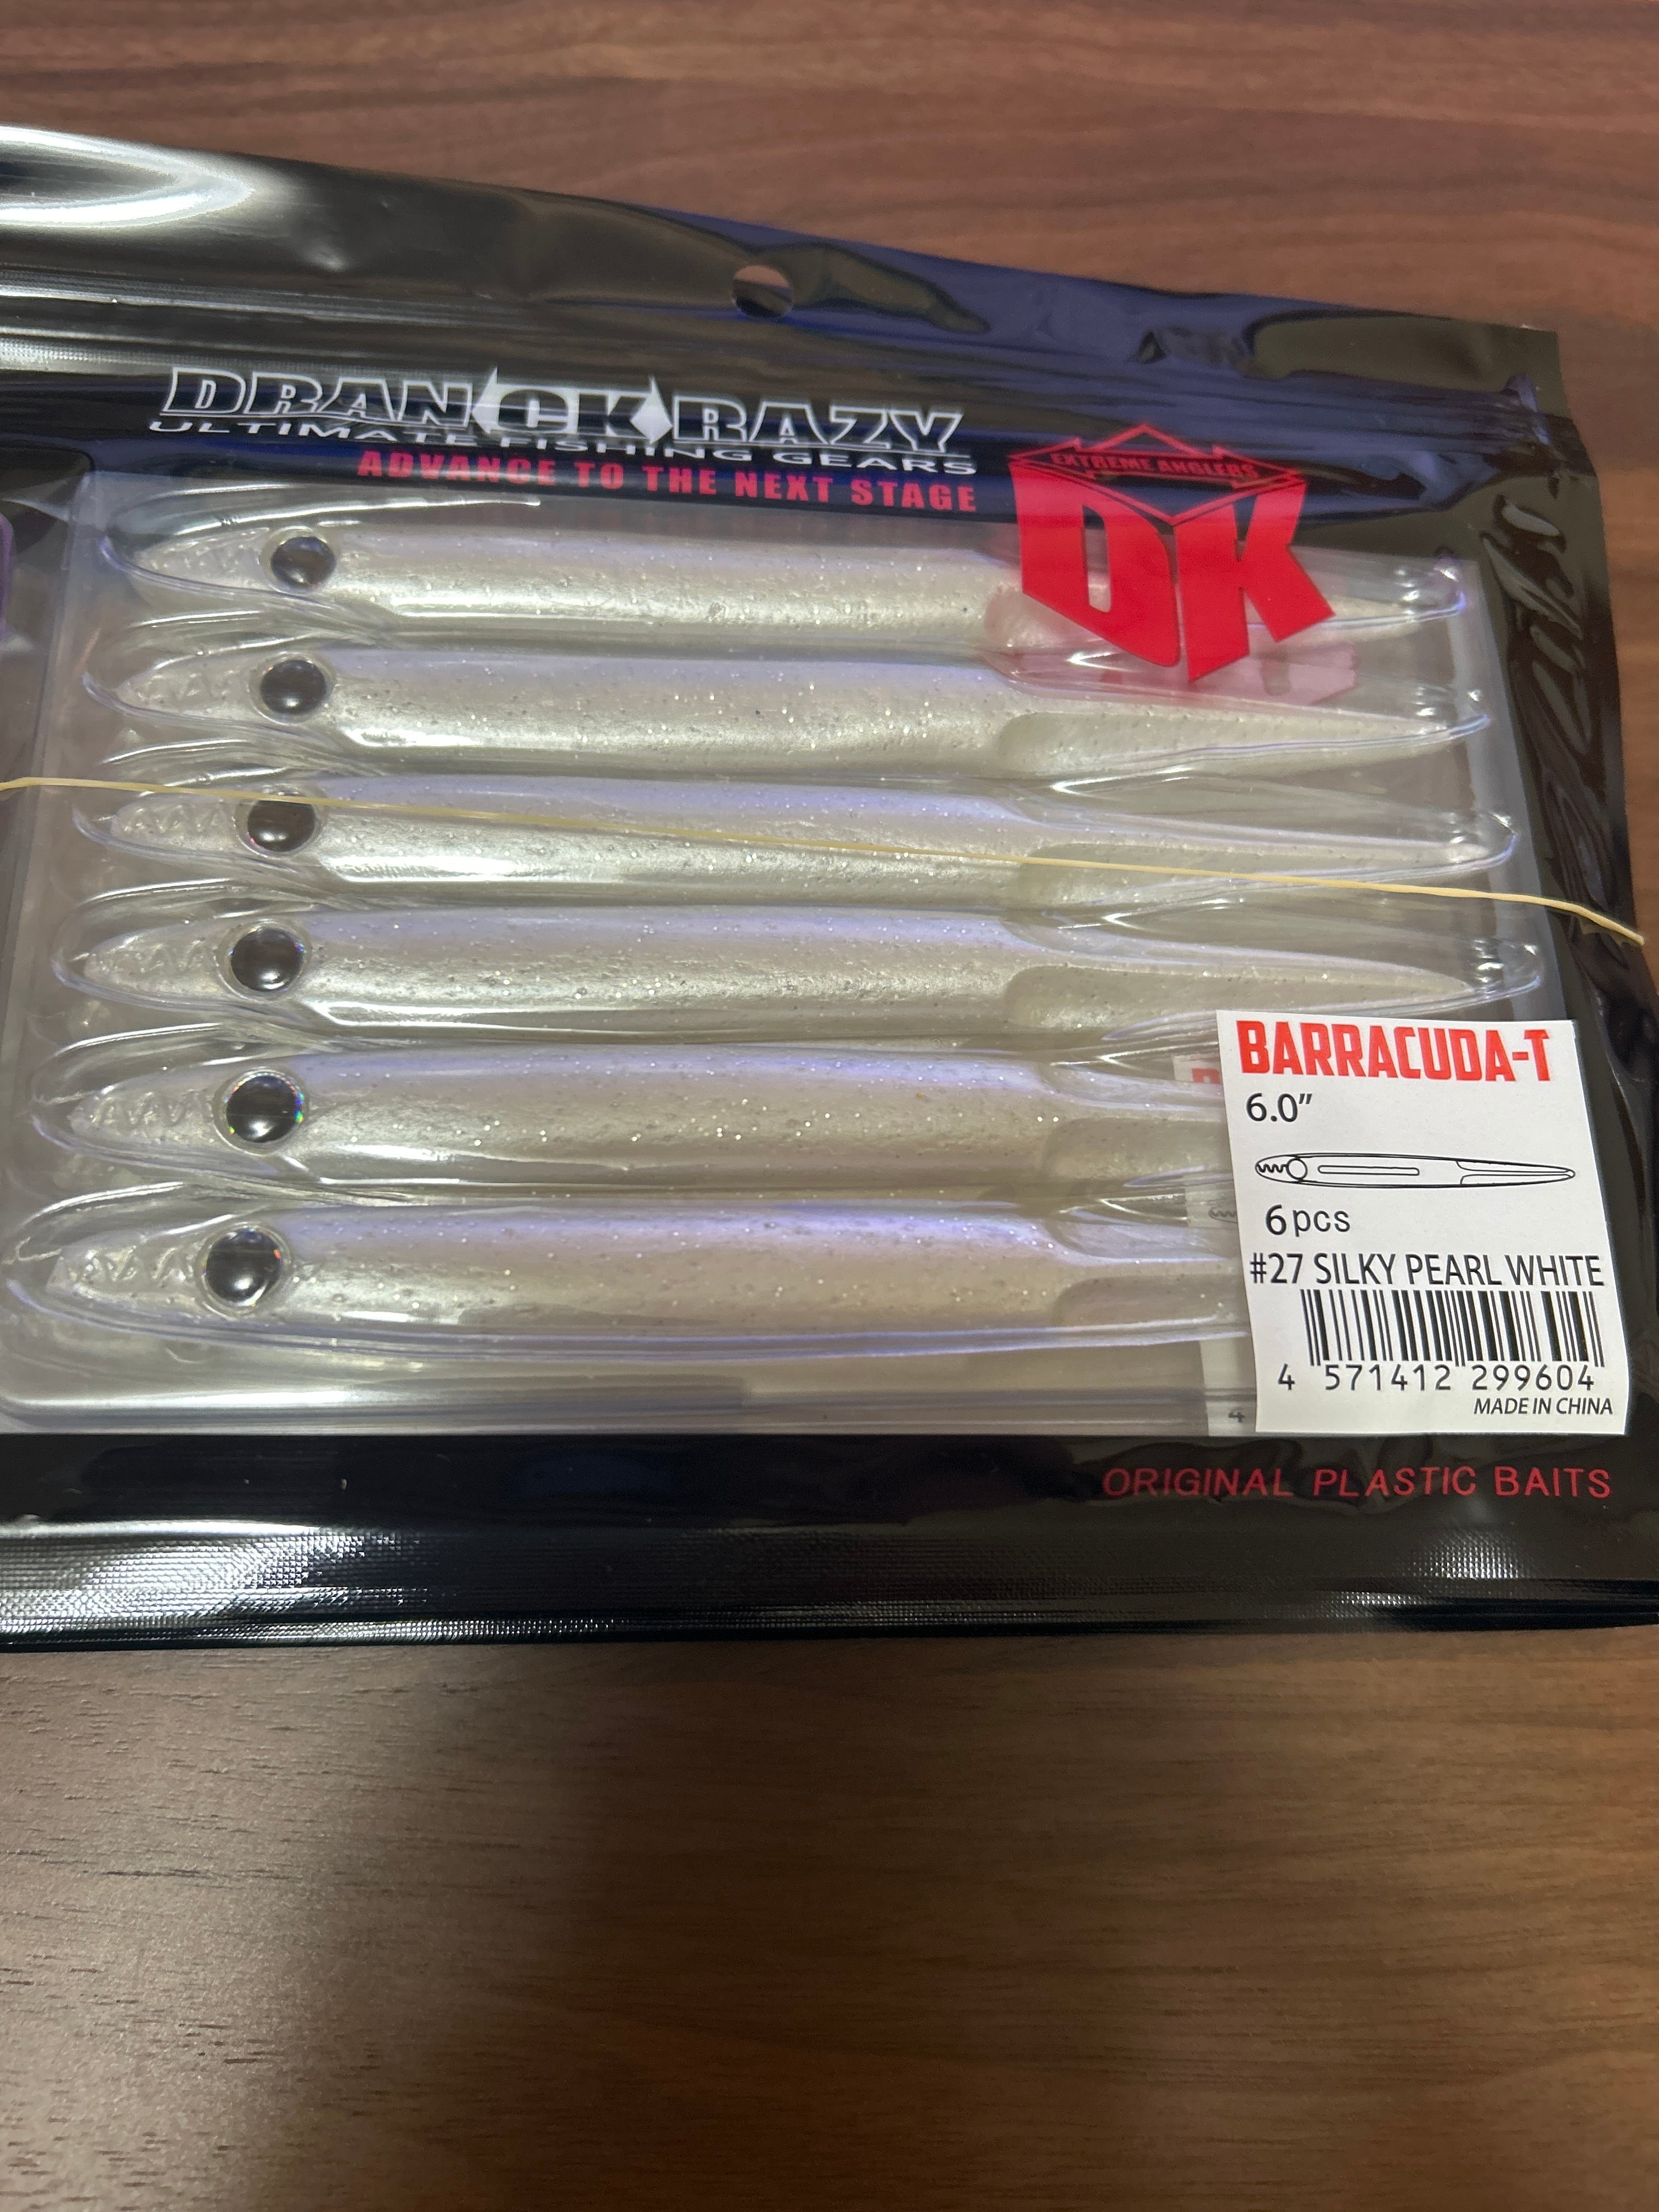 DRANCKRAZY
ULTIMATE FISHING GEARS
ADVANCE TO THE NEXT STAGE
EXTREME ANGLERS
DK
BARRACUDA-T
6.0”
6pcs
#27 SILKY PEARL WHITE
4 571412 299604
MADE IN CHINA
ORIGINAL PLASTIC BAITS